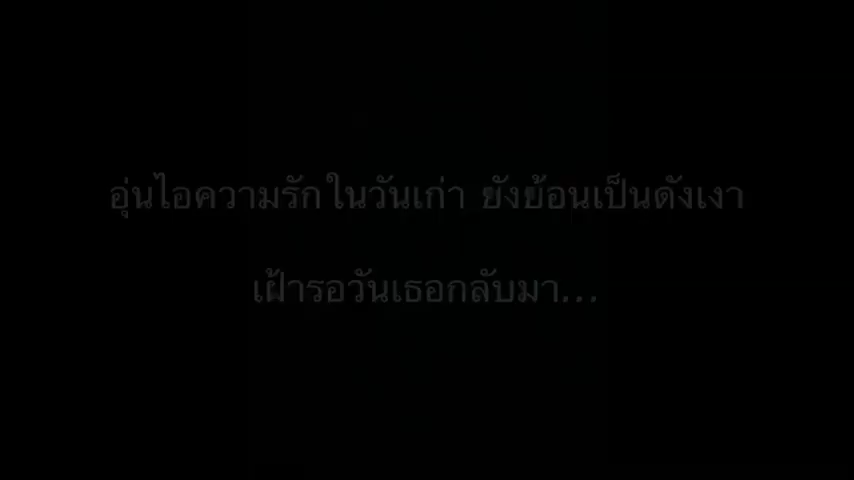 อุ่นไอความรักในวันเก่า ยังย้อนเป็นดังเงา
เฝ้ารอวันเธอกลับมา...